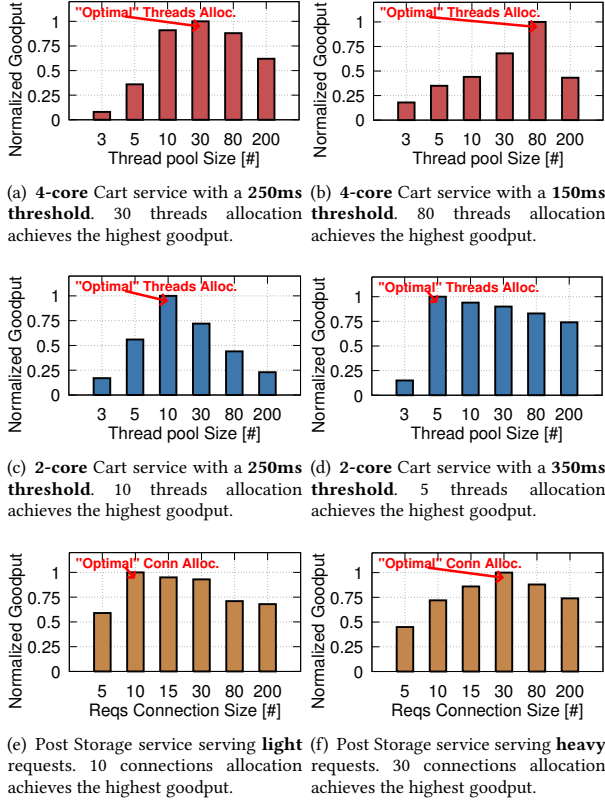 "Optimal" Threads Alloc.
Normalized Goodput
1
0.75
0.5
0.25
0
3 5 10 30 80 200
Thread pool Size [#]
(a) 4-core Cart service with a 250ms
threshold. 30 threads allocation
achieves the highest goodput.
"Optimal" Threads Alloc.
Normalized Goodput
1
0.75
0.5
0.25
0
3 5 10 30 80 200
Thread pool Size [#]
(b) 4-core Cart service with a 150ms
threshold. 80 threads allocation
achieves the highest goodput.
"Optimal" Threads Alloc.
Normalized Goodput
1
0.75
0.5
0.25
0
3 5 10 30 80 200
Thread pool Size [#]
(c) 2-core Cart service with a 250ms
threshold. 10 threads allocation
achieves the highest goodput.
"Optimal" Threads Alloc.
Normalized Goodput
1
0.75
0.5
0.25
0
3 5 10 30 80 200
Thread pool Size [#]
(d) 2-core Cart service with a 350ms
threshold. 5 threads allocation
achieves the highest goodput.
"Optimal" Conn Alloc.
Normalized Goodput
1
0.75
0.5
0.25
0
5 10 15 30 80 200
Reqs Connection Size [#]
(e) Post Storage service serving light
requests. 10 connections allocation
achieves the highest goodput.
"Optimal" Conn Alloc.
Normalized Goodput
1
0.75
0.5
0.25
0
5 10 15 30 80 200
Reqs Connection Size [#]
(f) Post Storage service serving heavy
requests. 30 connections allocation
achieves the highest goodput.